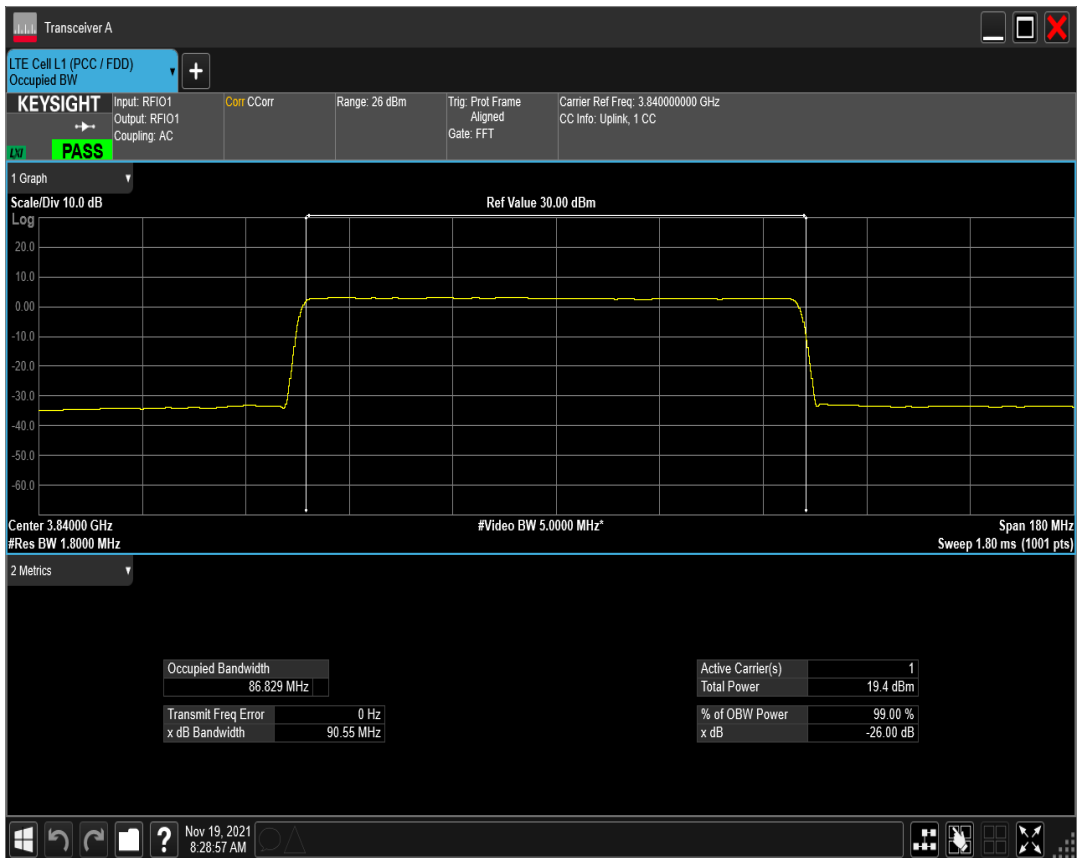 Transceiver A
LTE Cell L1 (PCC / FDD)
Occupied BW
KEYSIGHT
LXI
PASS
Input: RFIO1
Output: RFIO1
Coupling: AC
Corr CCorr
Range: 26 dBm
Trig: Prot Frame
Aligned
Gate: FFT
Carrier Ref Freq: 3.840000000 GHz
CC Info: Uplink, 1 CC
1 Graph
Scale/Div 10.0 dB
Ref Value 30.00 dBm
Log
20.0
10.0
0.00
-10.0
-20.0
-30.0
-40.0
-50.0
-60.0
Center 3.84000 GHz
#Video BW 5.0000 MHz*
Span 180 MHz
#Res BW 1.8000 MHz
Sweep 1.80 ms (1001 pts)
2 Metrics
Occupied Bandwidth
86.829 MHz
Transmit Freq Error 0 Hz
x dB Bandwidth 90.55 MHz
Active Carrier(s) 1
Total Power 19.4 dBm
% of OBW Power 99.00 %
x dB -26.00 dB
Nov 19, 2021
8:28:57 AM